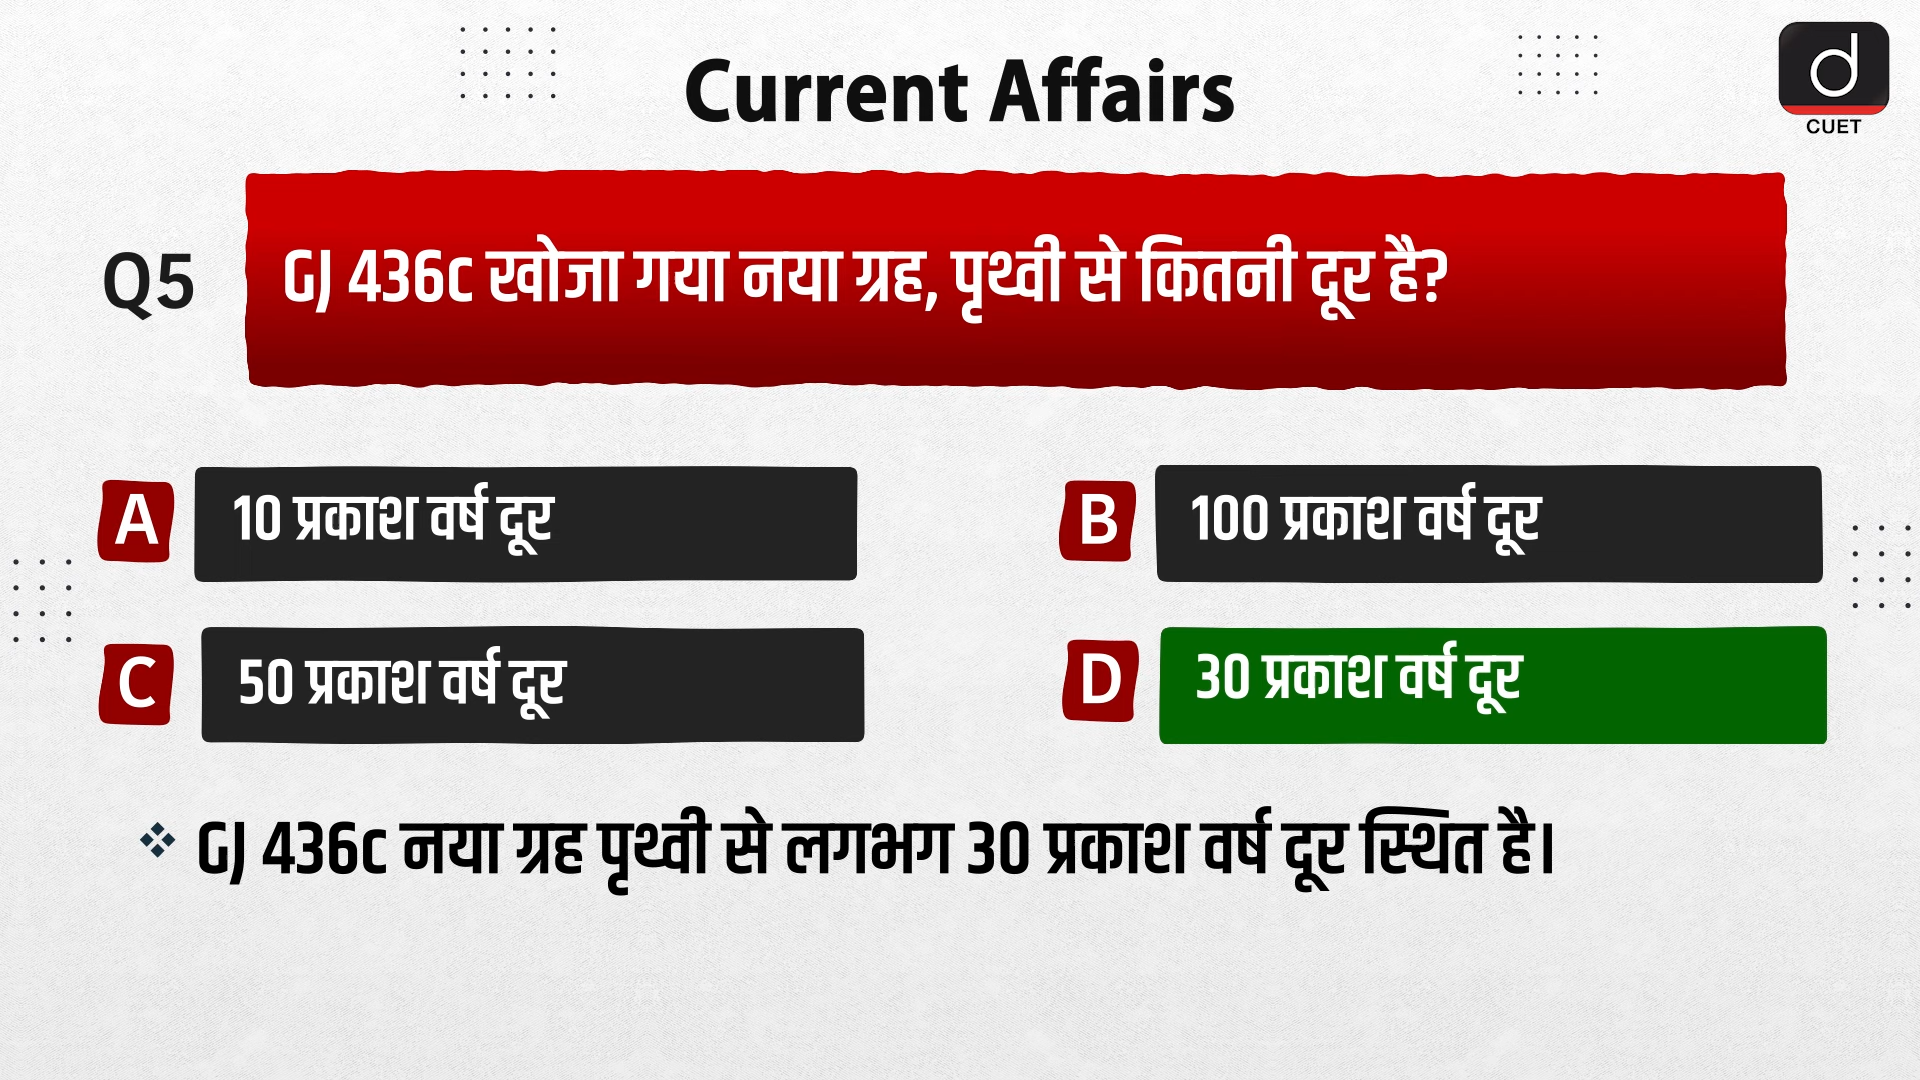 Current Affairs
d
CUET
Q5
GJ 436c खोजा गया नया ग्रह, पृथ्वी से कितनी दूर है?
A 10 प्रकाश वर्ष दूर
B 100 प्रकाश वर्ष दूर
C 50 प्रकाश वर्ष दूर
D 30 प्रकाश वर्ष दूर
❖ GJ 436c नया ग्रह पृथ्वी से लगभग 30 प्रकाश वर्ष दूर स्थित है।